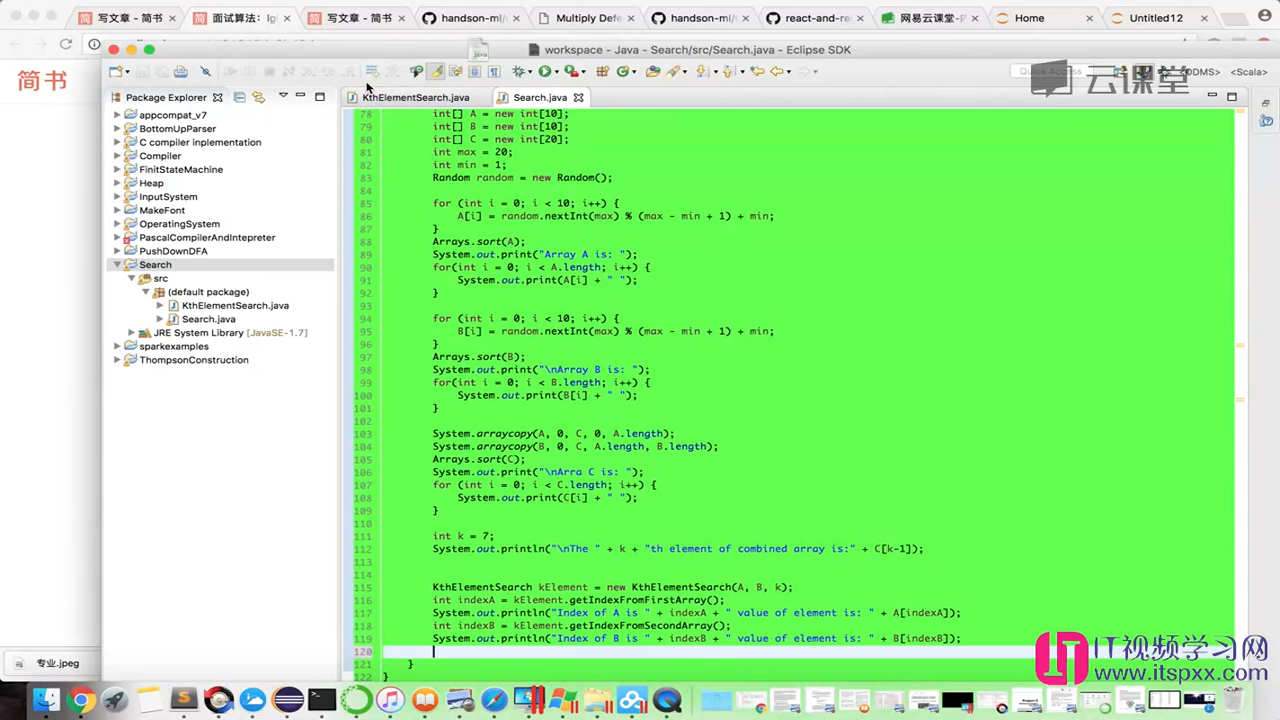 写文章 - 简书
面试算法：lg
写文章 - 简书
handson-ml/
Multiply Defe
handson-ml/
react-and-re
网易云课堂 - P
Home
Untitled12
workspace - Java - Search/src/Search.java - Eclipse SDK
简书
Quick Access
<DDMS>
<Scala>
云课堂
Package Explorer
KthElementSearch.java
Search.java
appcompat_v7
BottomUpParser
C compiler inplementation
Compiler
FinitStateMachine
Heap
InputSystem
MakeFont
OperatingSystem
PascalCompilerAndIntepreter
PushDownDFA
Search
src
(default package)
KthElementSearch.java
Search.java
JRE System Library [JavaSE-1.7]
sparkexamples
ThompsonConstruction
78 int[] A = new int[10];
79 int[] B = new int[10];
80 int[] C = new int[20];
81 int max = 20;
82 int min = 1;
83 Random random = new Random();
84
85 for (int i = 0; i < 10; i++) {
86 A[i] = random.nextInt(max) % (max - min + 1) + min;
87 }
88 Arrays.sort(A);
89 System.out.print("Array A is: ");
90 for(int i = 0; i < A.length; i++) {
91 System.out.print(A[i] + " ");
92 }
93
94 for (int i = 0; i < 10; i++) {
95 B[i] = random.nextInt(max) % (max - min + 1) + min;
96 }
97 Arrays.sort(B);
98 System.out.print("\nArray B is: ");
99 for(int i = 0; i < B.length; i++) {
100 System.out.print(B[i] + " ");
101 }
102
103 System.arraycopy(A, 0, C, 0, A.length);
104 System.arraycopy(B, 0, C, A.length, B.length);
105 Arrays.sort(C);
106 System.out.print("\nArra C is: ");
107 for (int i = 0; i < C.length; i++) {
108 System.out.print(C[i] + " ");
109 }
110
111 int k = 7;
112 System.out.println("\nThe " + k + "th element of combined array is:" + C[k-1]);
113
114
115 KthElementSearch kElement = new KthElementSearch(A, B, k);
116 int indexA = kElement.getIndexFromFirstArray();
117 System.out.println("Index of A is " + indexA + " value of element is: " + A[indexA]);
118 int indexB = kElement.getIndexFromSecondArray();
119 System.out.println("Index of B is " + indexB + " value of element is: " + B[indexB]);
120
121 }
122 }
专业.jpeg
IT视频学习网
www.itspxx.com